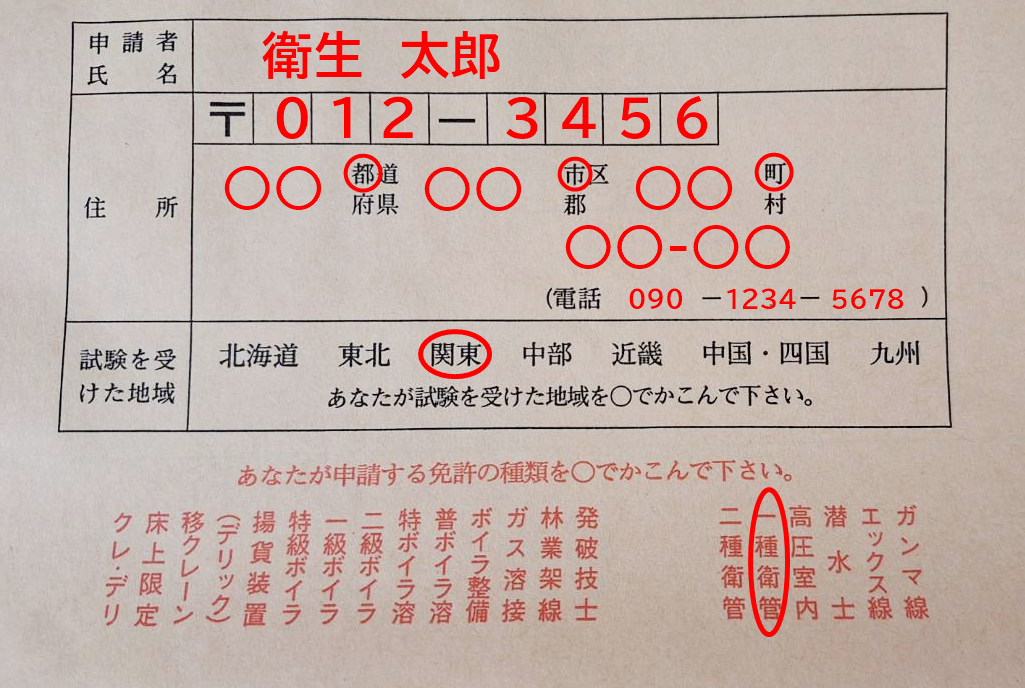 申請者
氏名
衛生 太郎
〒012-3456
住所
○○ 都道
府県
○○ 市区
郡
○○ 町
村
○○-○○
(電話 090 -1234- 5678 )
試験を受
けた地域
北海道 東北 関東 中部 近畿 中国・四国 九州
あなたが試験を受けた地域を○でかこんで下さい。
あなたが申請する免許の種類を○でかこんで下さい。
ガンマ線
エックス線
潜水士
高圧室内
一種衛管
二種衛管
発破技士
林業架線
ガス溶接
ボイラ整備
普ボイラ溶
特ボイラ溶
二級ボイラ
一級ボイラ
特級ボイラ
揚貨装置
(デリック)
移クレーン
床上限定
クレ・デリ